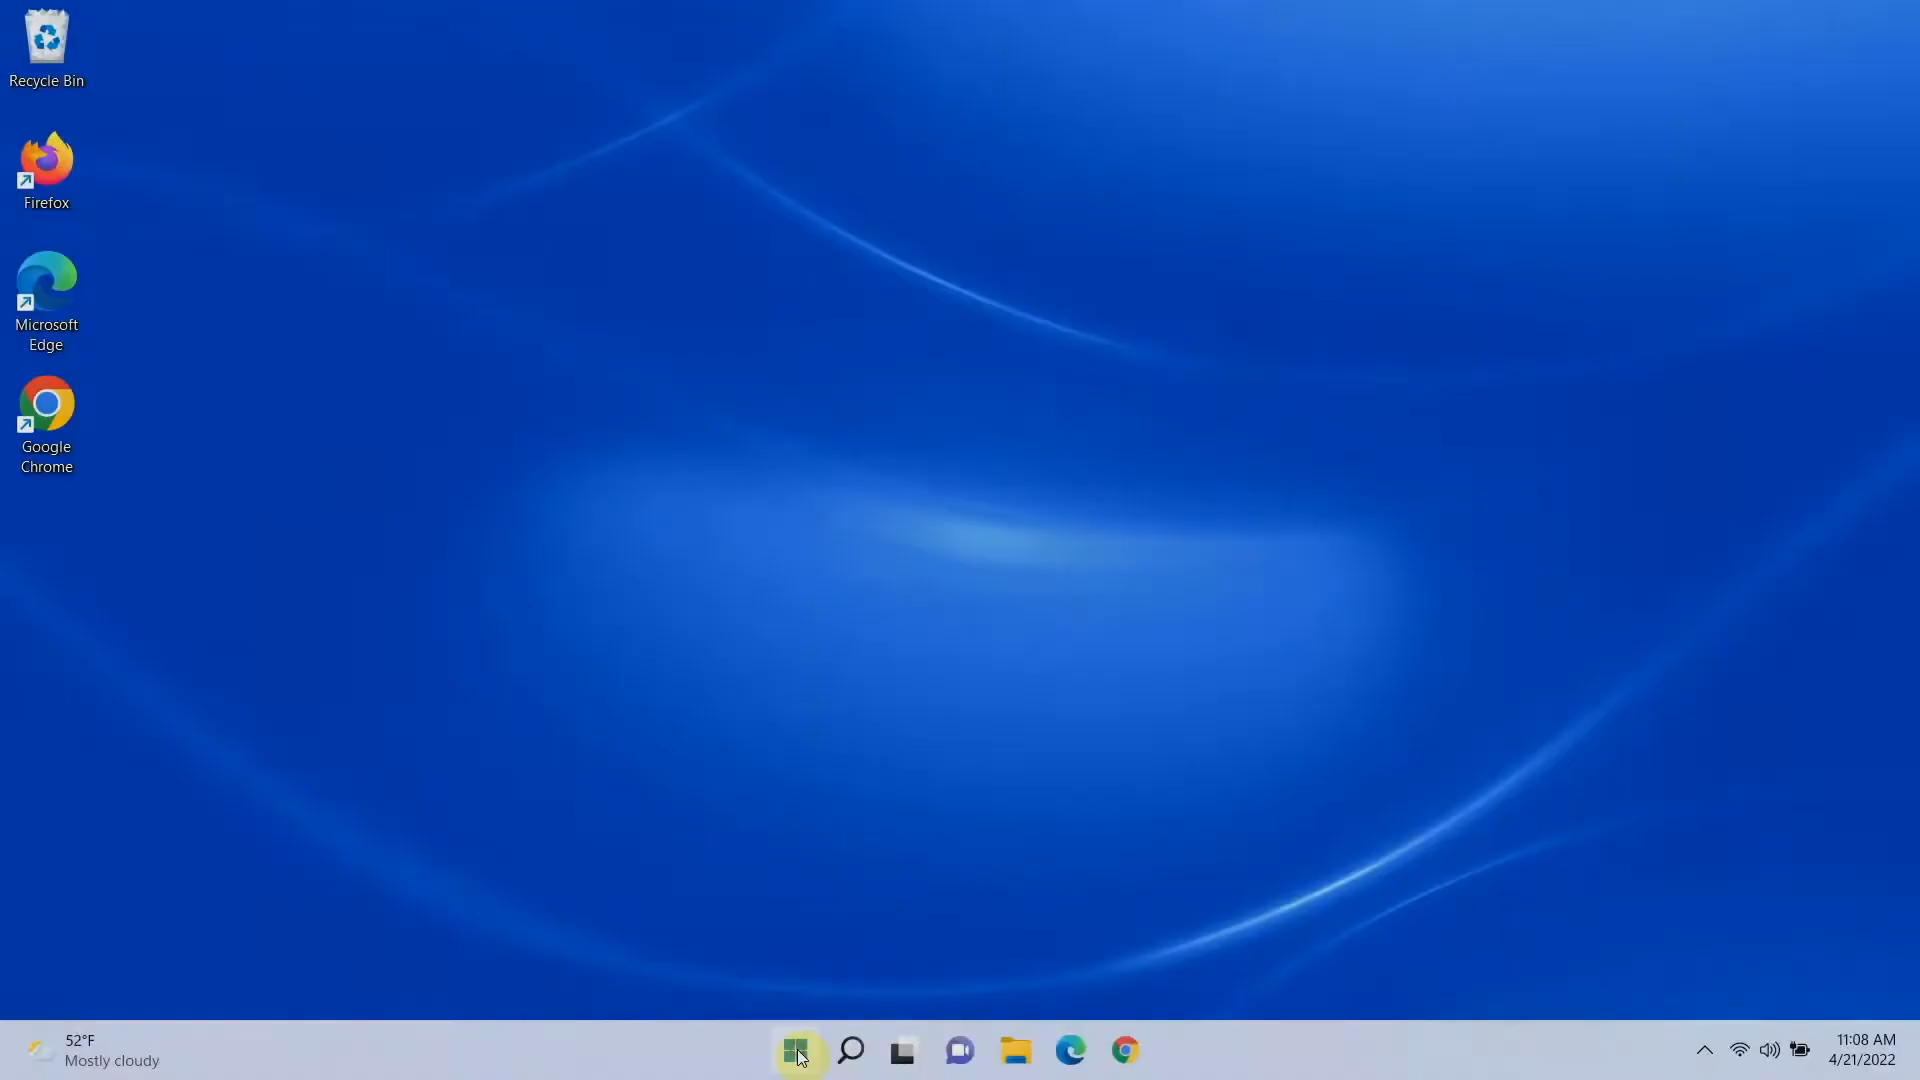 Recycle Bin
Firefox
Microsoft
Edge
Google
Chrome
52°F
Mostly cloudy
11:08 AM
4/21/2022